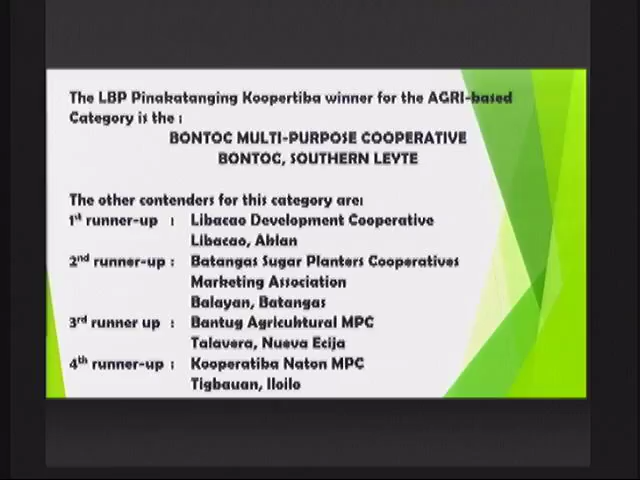 The LBP Pinakatanging Koopertiba winner for the AGRI-based
Category is the :
BONTOC MULTI-PURPOSE COOPERATIVE
BONTOC, SOUTHERN LEYTE
The other contenders for this category are:
1st runner-up : Libacao Development Cooperative
Libacao, Aklan
2nd runner-up : Batangas Sugar Planters Cooperatives
Marketing Association
Balayan, Batangas
3rd runner up : Bantug Agricuktural MPC
Talavera, Nueva Ecija
4th runner-up : Kooperatiba Naton MPC
Tigbauan, Iloilo